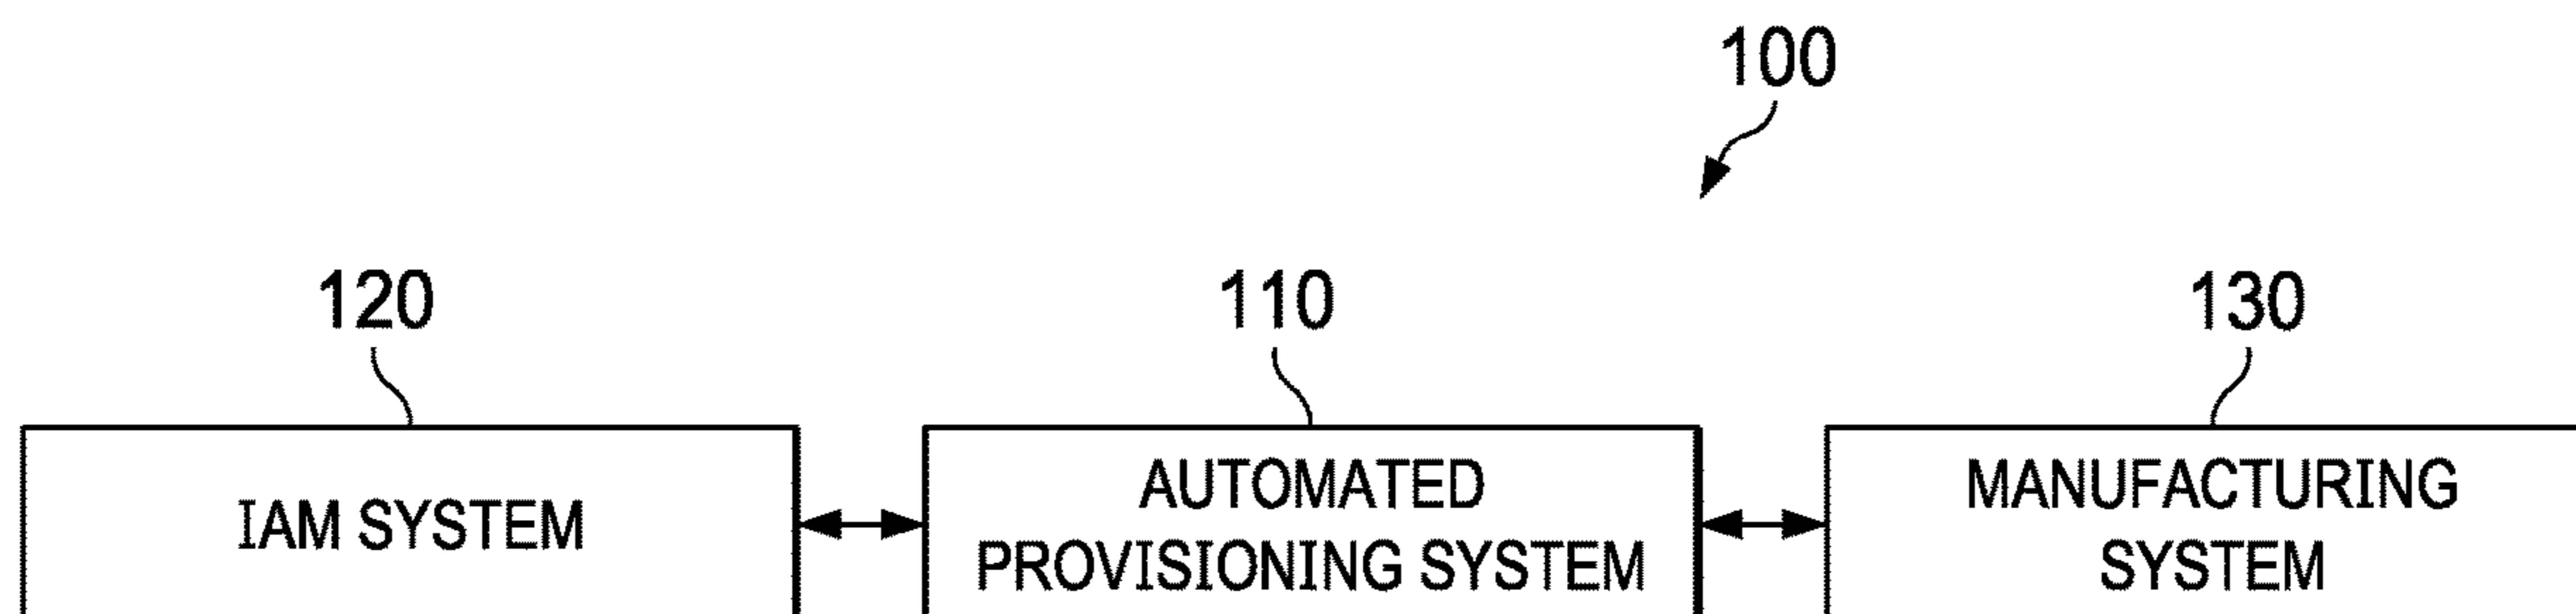 100
120
110
130
IAM SYSTEM
AUTOMATED
PROVISIONING SYSTEM
MANUFACTURING
SYSTEM